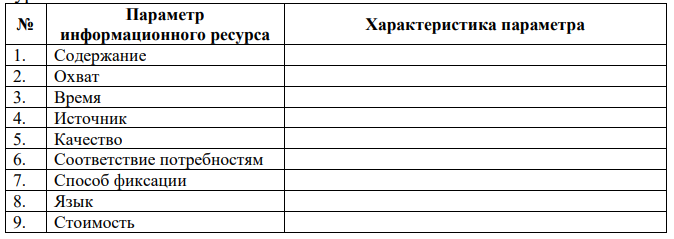 № Параметр информационного ресурса Характеристика параметра
1. Содержание
2. Охват
3. Время
4. Источник
5. Качество
6. Соответствие потребностям
7. Способ фиксации
8. Язык
9. Стоимость